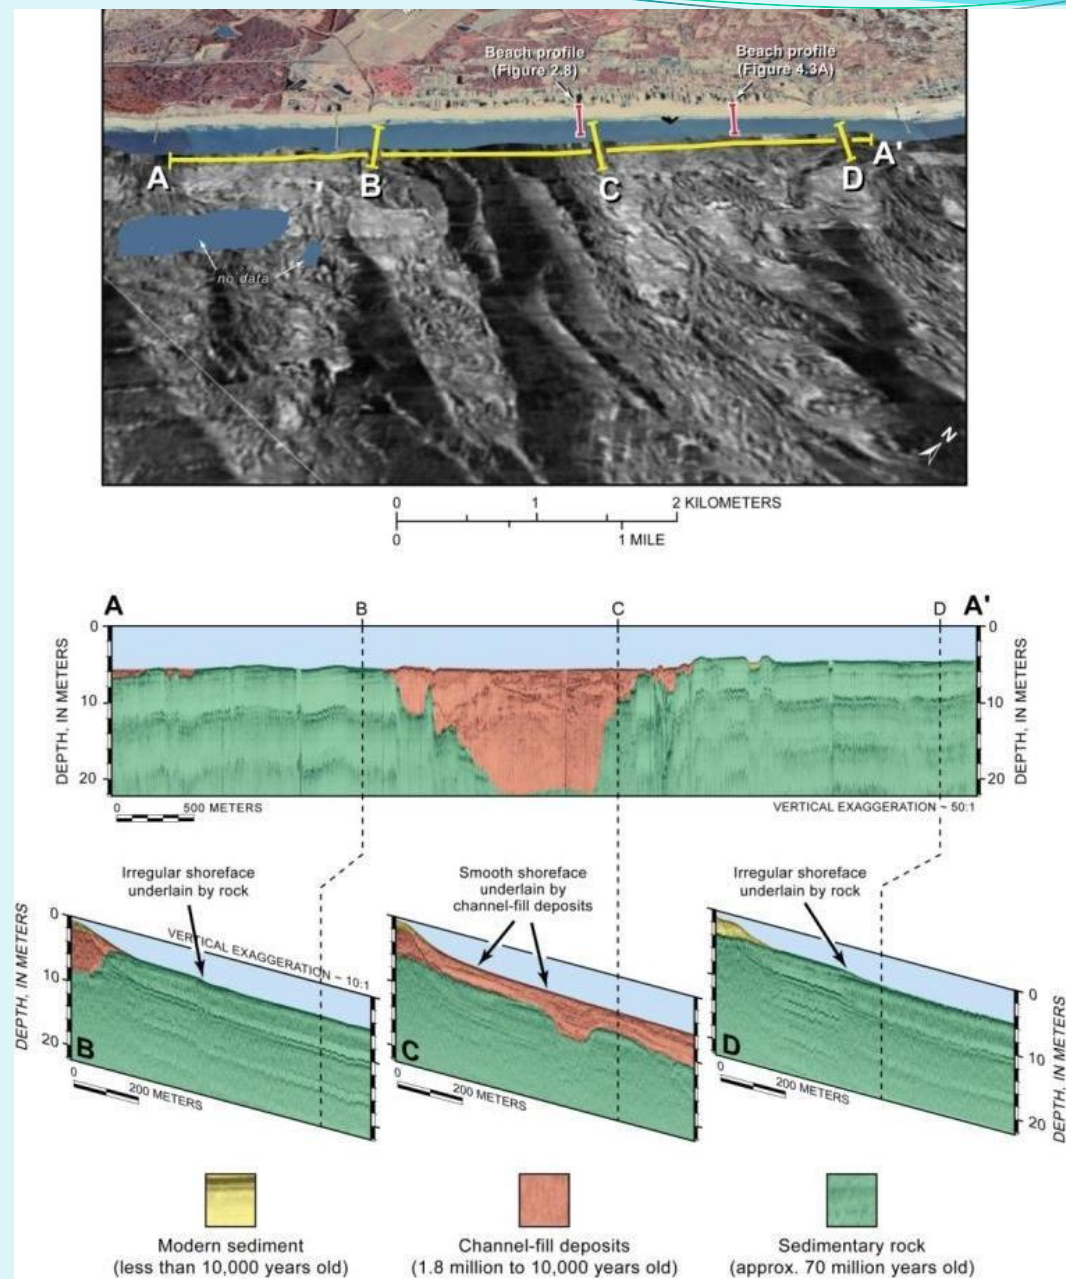 Beach profile
(Figure 2.8)
Beach profile
(Figure 4.3A)
A
B
C
D
A'
no data
N
0 1 2 KILOMETERS
0 1 MILE
A B C D A'
DEPTH, IN METERS
0
10
20
0
10
20
DEPTH, IN METERS
0 500 METERS
VERTICAL EXAGGERATION ~ 50:1
Irregular shoreface
underlain by rock
Smooth shoreface
underlain by
channel-fill deposits
Irregular shoreface
underlain by rock
DEPTH, IN METERS
0
10
20
VERTICAL EXAGGERATION ~ 10:1
B
0 200 METERS
C
0 200 METERS
D
0 200 METERS
0
10
20
DEPTH, IN METERS
Modern sediment
(less than 10,000 years old)
Channel-fill deposits
(1.8 million to 10,000 years old)
Sedimentary rock
(approx. 70 million years old)